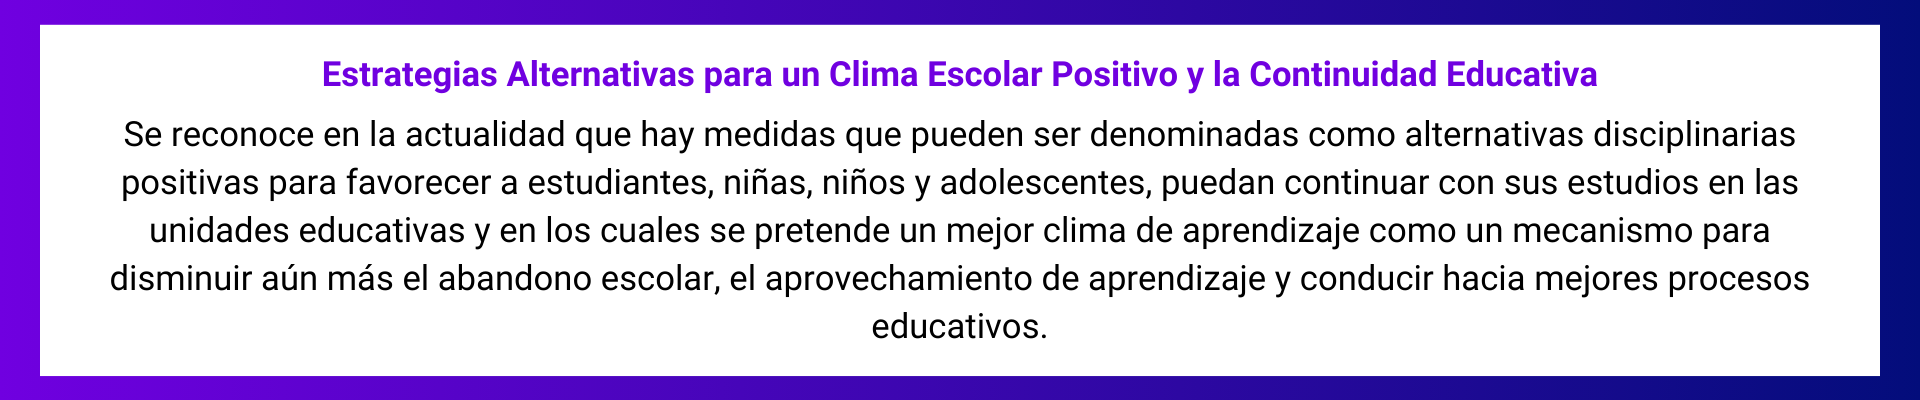 Estrategias Alternativas para un Clima Escolar Positivo y la Continuidad Educativa
Se reconoce en la actualidad que hay medidas que pueden ser denominadas como alternativas disciplinarias
positivas para favorecer a estudiantes, niñas, niños y adolescentes, puedan continuar con sus estudios en las
unidades educativas y en los cuales se pretende un mejor clima de aprendizaje como un mecanismo para
disminuir aún más el abandono escolar, el aprovechamiento de aprendizaje y conducir hacia mejores procesos
educativos.